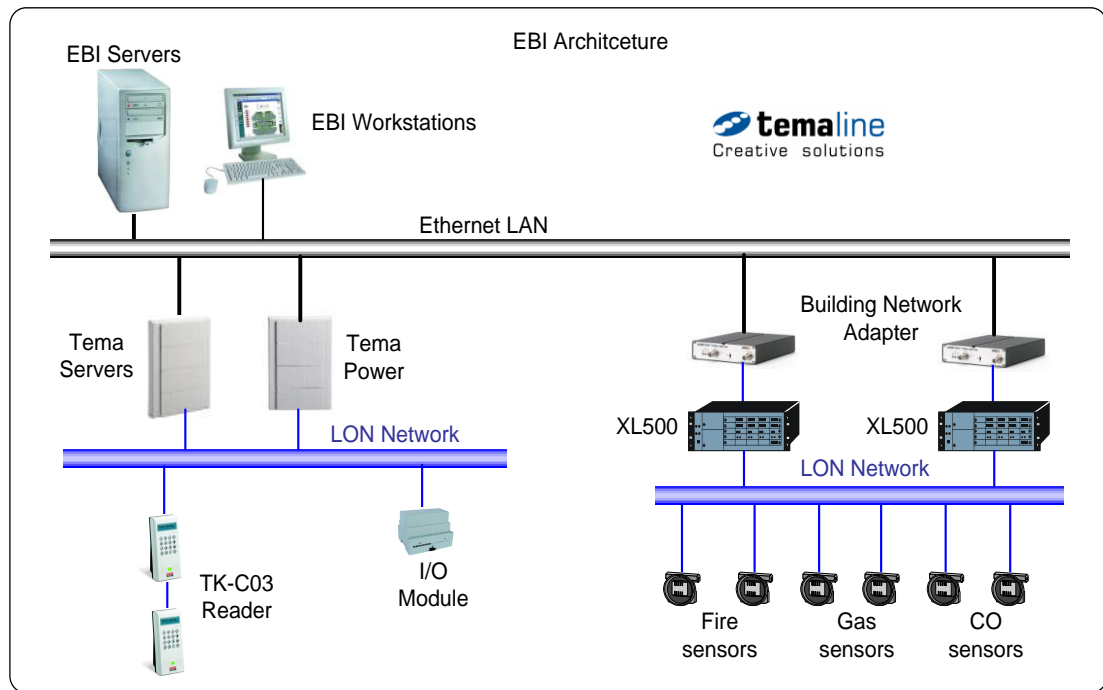 EBI Architceture
EBI Servers
EBI Workstations
temaline
Creative solutions
Ethernet LAN
Tema
Servers
Tema
Power
Building Network
Adapter
XL500
XL500
LON Network
LON Network
TK-C03
Reader
I/O
Module
Fire
sensors
Gas
sensors
CO
sensors